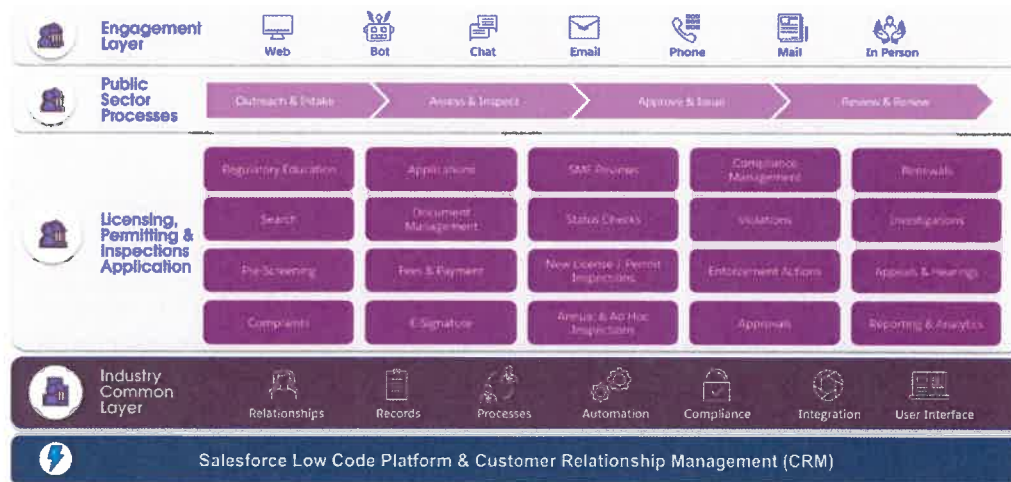 Engagement
Layer
Web
Bot
Chat
Email
Phone
Mail
In Person
Public
Sector
Processes
Outreach & Intake
Assess & Inspect
Approve & Issue
Review & Renew
Licensing,
Permitting &
Inspections
Application
Regulatory Education
Applications
SME Reviews
Compliance
Management
Renewals
Search
Document
Management
Status Checks
Violations
Investigations
Pre-Screening
Fees & Payment
New License / Permit
Inspections
Enforcement Actions
Appeals & Hearings
Complaints
E-Signature
Annual & Ad Hoc
Inspections
Approvals
Reporting & Analytics
Industry
Common
Layer
Relationships
Records
Processes
Automation
Compliance
Integration
User Interface
Salesforce Low Code Platform & Customer Relationship Management (CRM)